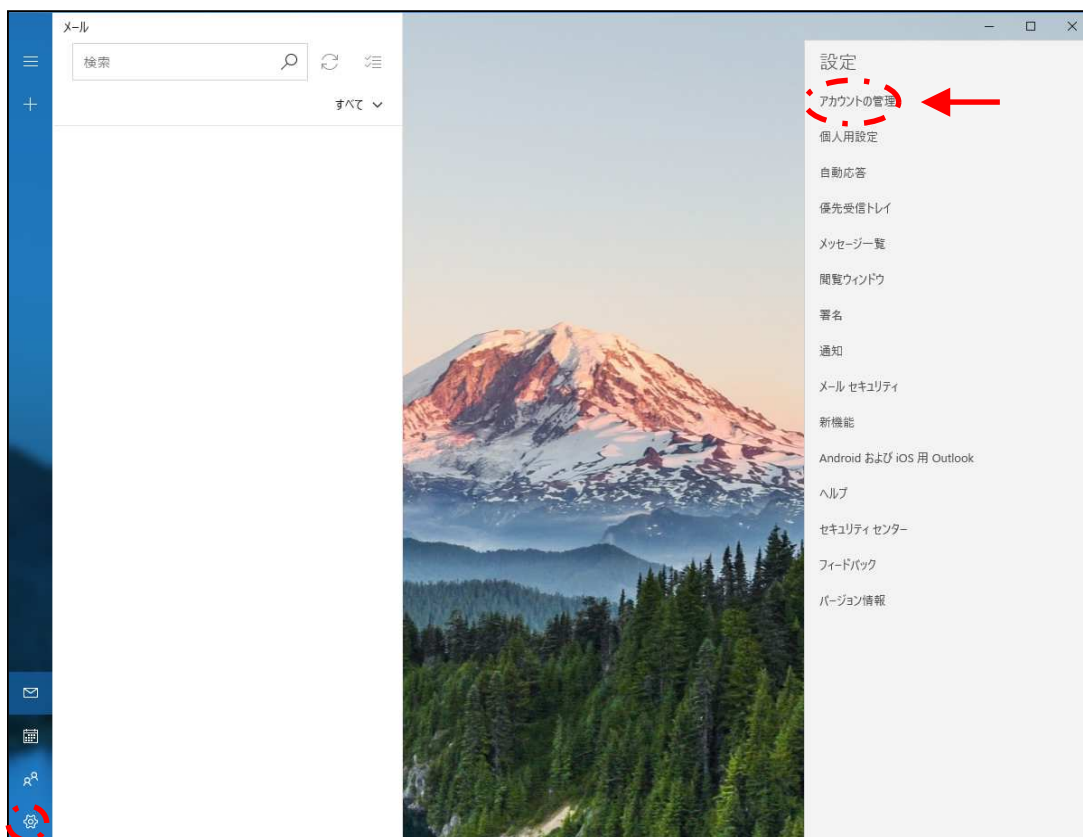 メール
検索
すべて
設定
アカウントの管理
個人用設定
自動応答
優先受信トレイ
メッセージ一覧
閲覧ウィンドウ
署名
通知
メール セキュリティ
新機能
Android および iOS 用 Outlook
ヘルプ
セキュリティ センター
フィードバック
バージョン情報